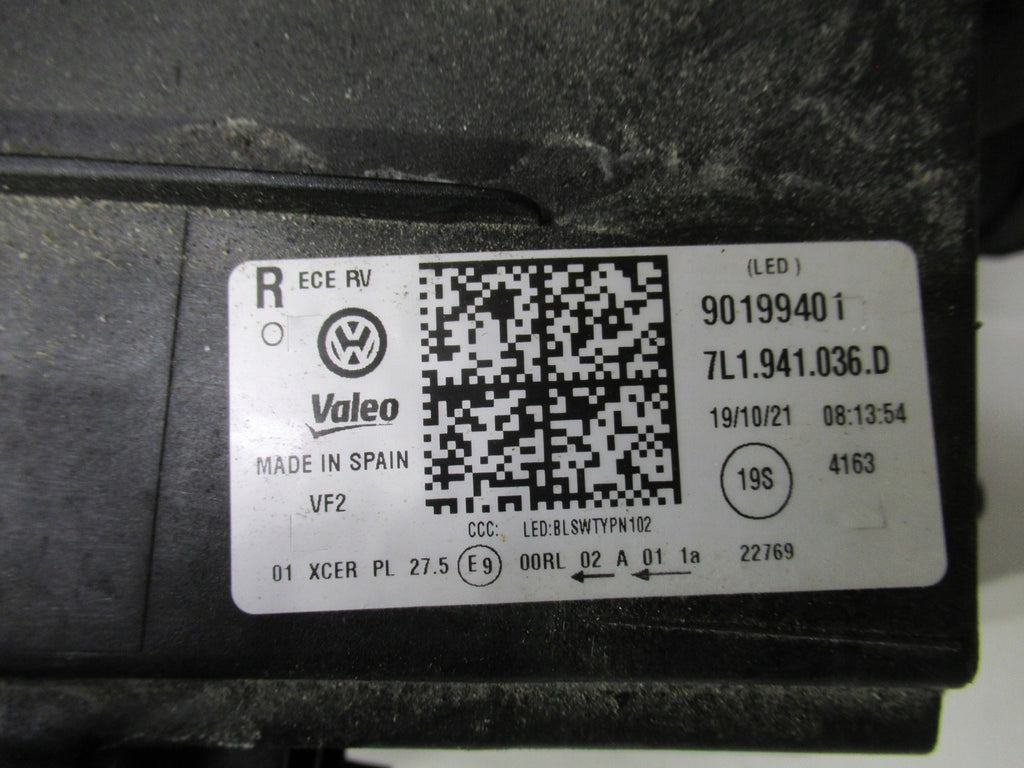 R ECE RV
VW
Valeo
MADE IN SPAIN
VF2
(LED)
90199401
7L1.941.036.D
19/10/21 08:13:54
19S 4163
CCC: LED:BLSWTYPN102
01 XCER PL 27.5 E9 00RL 02 A 01 1a 22769